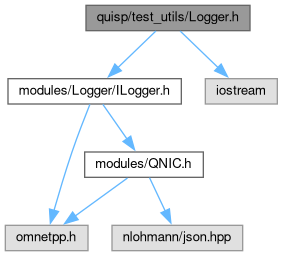 quisp/test_utils/Logger.h
modules/Logger/ILogger.h
iostream
modules/QNIC.h
omnetpp.h
nlohmann/json.hpp